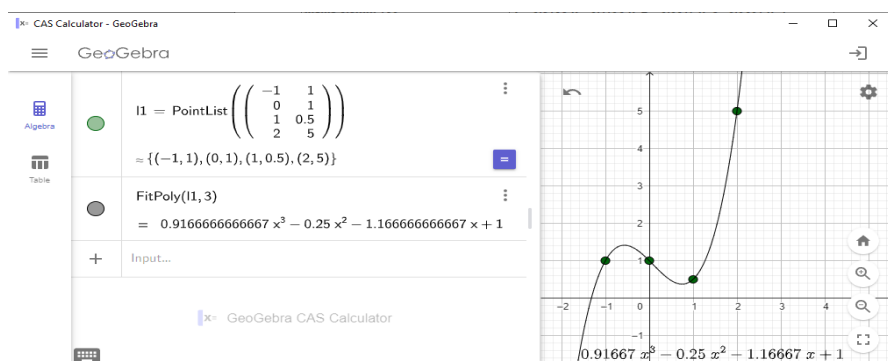 CAS Calculator - GeoGebra
GeoGebra
Algebra
Table
l1 = PointList
−1 1
0 1
1 0.5
2 5
≈ {(−1, 1), (0, 1), (1, 0.5), (2, 5)}
=
FitPoly(l1, 3)
= 0.9166666666667 x³ − 0.25 x² − 1.166666666667 x + 1
+ Input...
x= GeoGebra CAS Calculator
5
4
3
2
1
−2 −1 0 1 2 3 4
−1
0.91667 x³ − 0.25 x² − 1.16667 x + 1